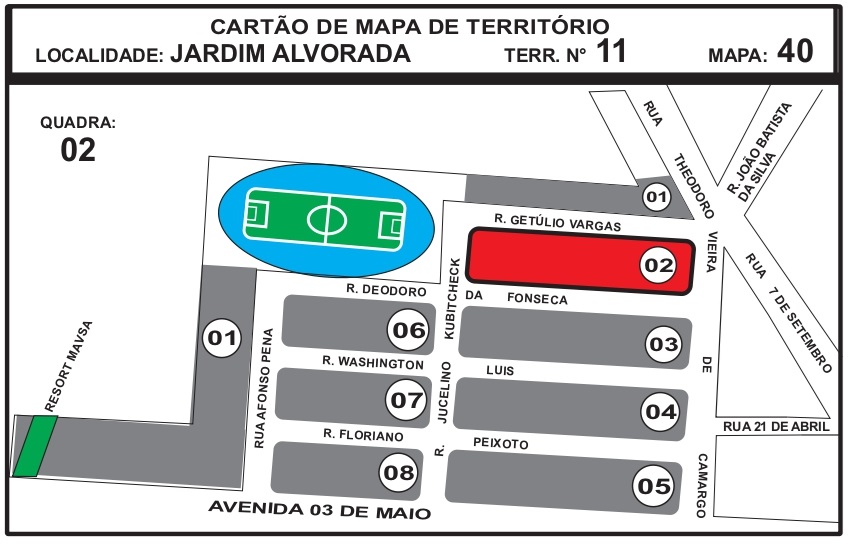 CARTÃO DE MAPA DE TERRITÓRIO
LOCALIDADE: JARDIM ALVORADA TERR. N° 11 MAPA: 40
QUADRA:
02
RUA THEODORO VIEIRA DE CAMARGO
R. JOÃO BATISTA
DA SILVA
01
R. GETÚLIO VARGAS
02
RUA 7 DE SETEMBRO
R. DEODORO DA FONSECA
R. JUCELINO KUBITCHECK
01
06
03
RESORT MAVSA
RUA AFONSO PENA
R. WASHINGTON LUIS
07
04
RUA 21 DE ABRIL
R. FLORIANO PEIXOTO
08
05
AVENIDA 03 DE MAIO